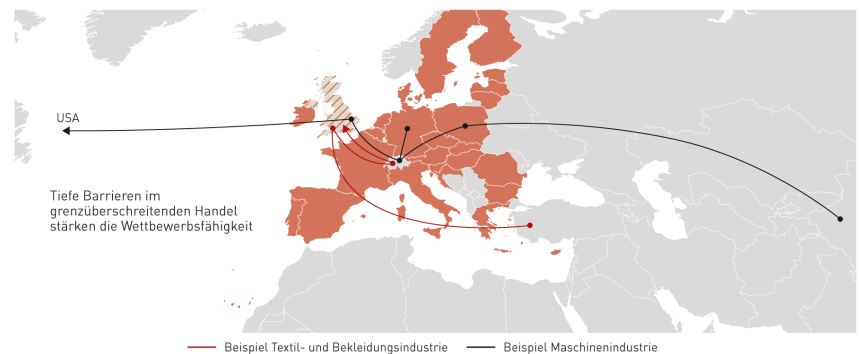 USA
Tiefe Barrieren im
grenzüberschreitenden Handel
stärken die Wettbewerbsfähigkeit
Beispiel Textil- und Bekleidungsindustrie
Beispiel Maschinenindustrie